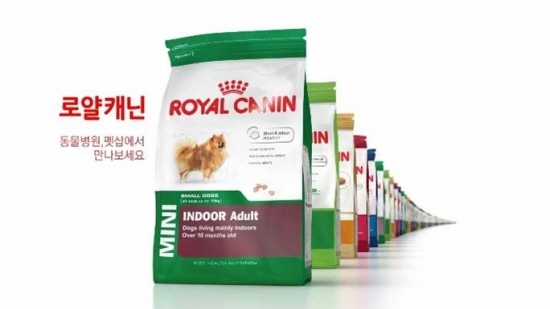 로얄캐닌
동물병원, 펫샵에서
만나보세요
ROYAL CANIN
SMALL DOGS
MINI
INDOOR Adult
Dogs living mainly indoors
Over 10 months old